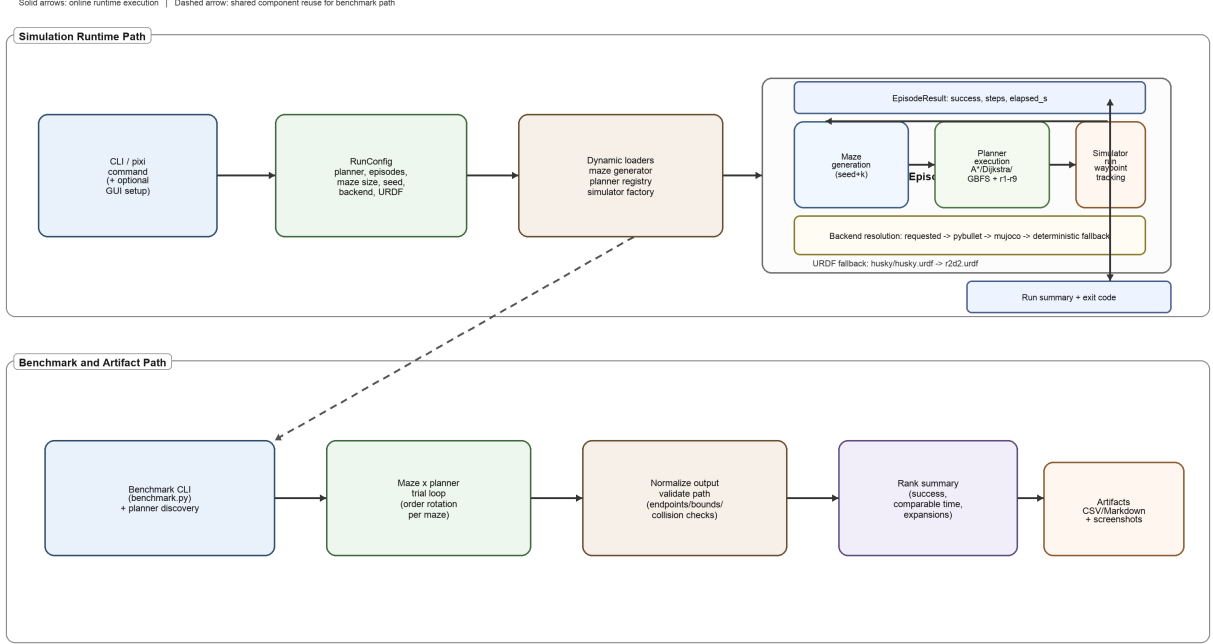 Solid arrows: online runtime execution | Dashed arrow: shared component reuse for benchmark path
Simulation Runtime Path
CLI / pixi
command
(+ optional
GUI setup)
RunConfig
planner, episodes,
maze size, seed,
backend, URDF
Dynamic loaders
maze generator
planner registry
simulator factory
EpisodeResult: success, steps, elapsed_s
Maze
generation
(seed+k)
Planner
execution
A*/Dijkstra/
GBFS + r1-r9
Simulator
run
waypoint
tracking
Backend resolution: requested -> pybullet -> mujoco -> deterministic fallback
URDF fallback: husky/husky.urdf -> r2d2.urdf
Run summary + exit code
Benchmark and Artifact Path
Benchmark CLI
(benchmark.py)
+ planner discovery
Maze x planner
trial loop
(order rotation
per maze)
Normalize output
validate path
(endpoints/bounds/
collision checks)
Rank summary
(success,
comparable time,
expansions)
Artifacts
CSV/Markdown
+ screenshots